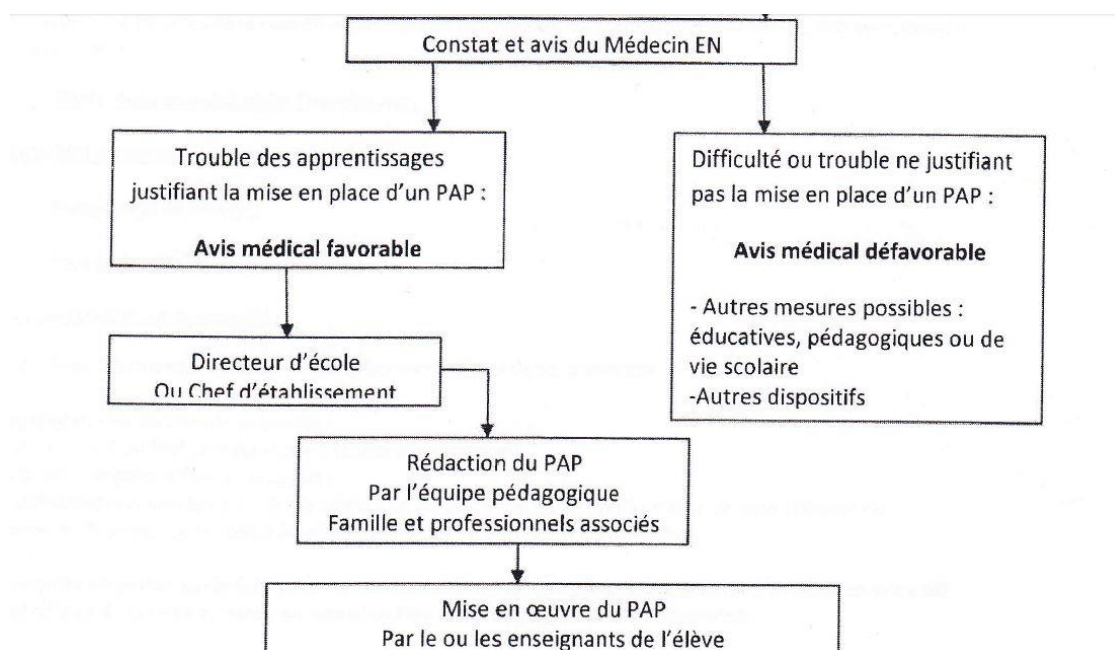 Constat et avis du Médecin EN
Trouble des apprentissages
justifiant la mise en place d'un PAP :
Avis médical favorable
Difficulté ou trouble ne justifiant
pas la mise en place d'un PAP :
Avis médical défavorable
- Autres mesures possibles :
éducatives, pédagogiques ou de
vie scolaire
-Autres dispositifs
Directeur d'école
Ou Chef d'établissement
Rédaction du PAP
Par l'équipe pédagogique
Famille et professionnels associés
Mise en œuvre du PAP
Par le ou les enseignants de l'élève